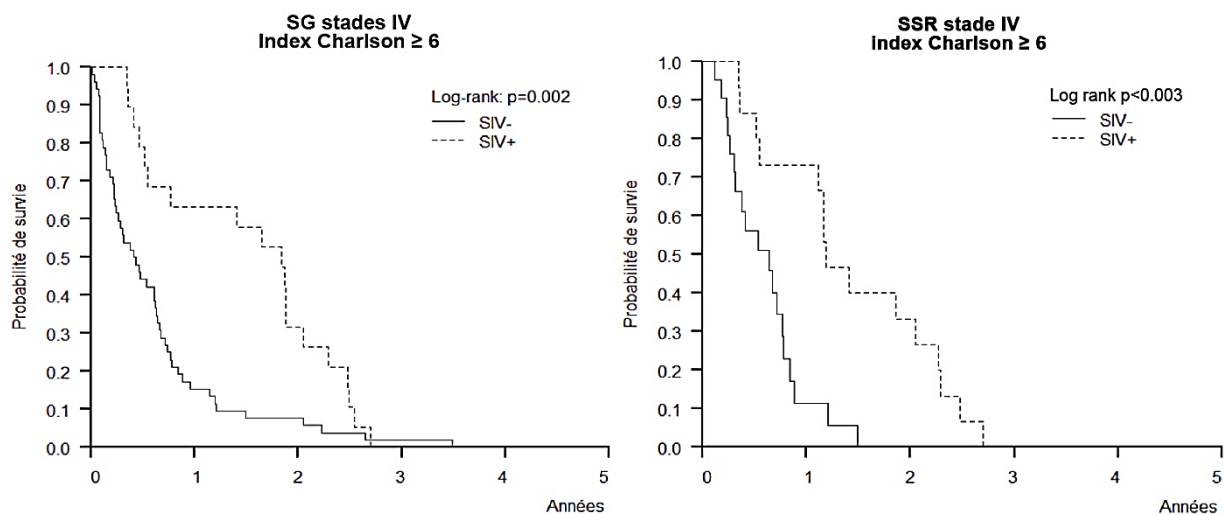 SG stades IV
Index Charlson ≥ 6
Log-rank: p=0.002
SIV-
SIV+
Probabilité de survie
1.0
0.9
0.8
0.7
0.6
0.5
0.4
0.3
0.2
0.1
0.0
0 1 2 3 4 5
Années
SSR stade IV
index Charlson ≥ 6
Log rank p<0.003
SIV-
SIV+
Probabilité de survie
1.0
0.9
0.8
0.7
0.6
0.5
0.4
0.3
0.2
0.1
0.0
0 1 2 3 4 5
Années